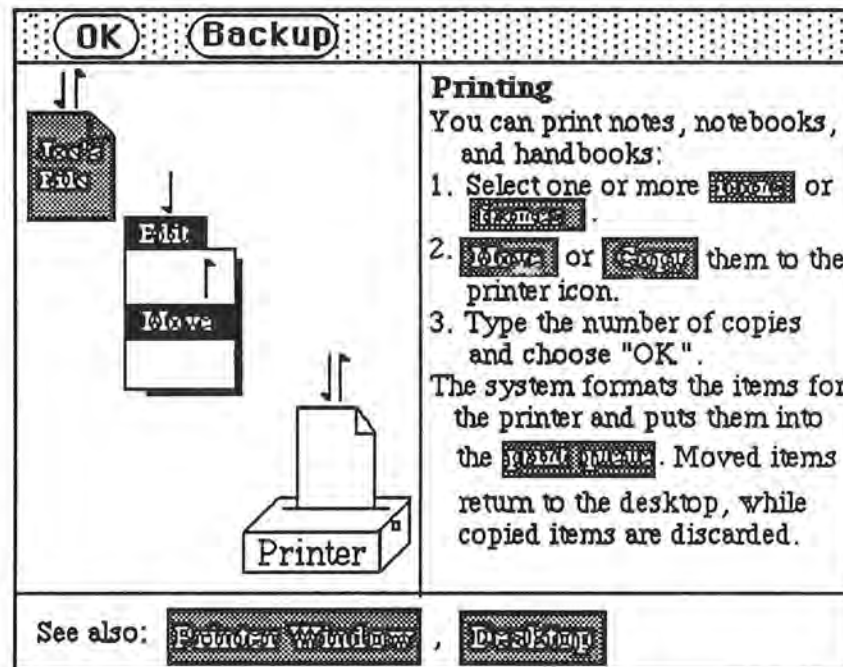 OK Backup
Joe's
File
Edit
Move
Printer
Printing
You can print notes, notebooks,
and handbooks:
1. Select one or more or
.
2. Move or Copy them to the
printer icon.
3. Type the number of copies
and choose "OK".
The system formats the items for
the printer and puts them into
the print queue. Moved items
return to the desktop, while
copied items are discarded.
See also: Printer Window, Desktop